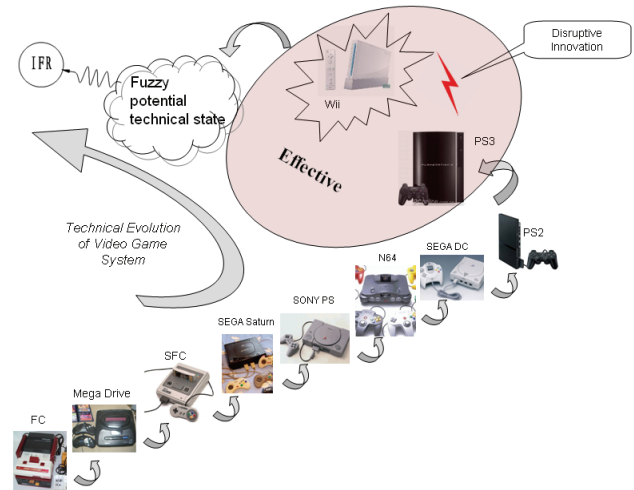 Disruptive
Innovation
IFR
Fuzzy
potential
technical state
Wii
PS3
Effective
Technical Evolution
of Video Game
System
PS2
SEGA DC
N64
SONY PS
SEGA Saturn
SFC
Mega Drive
FC